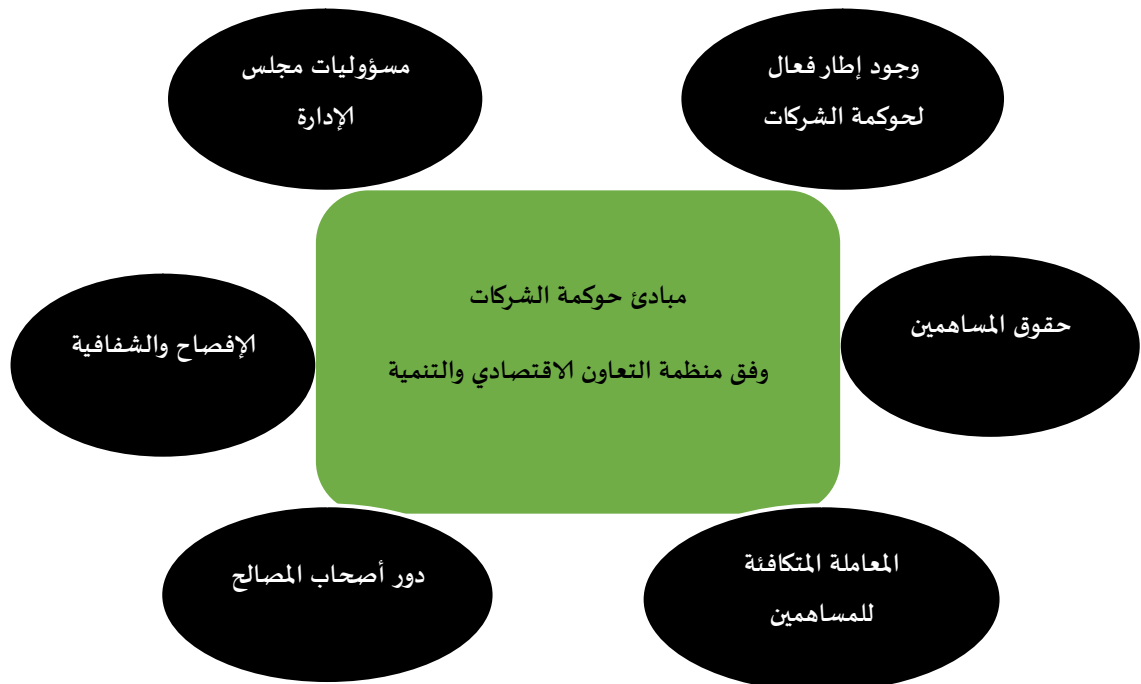 وجود إطار فعال
لحوكمة الشركات
مسؤوليات مجلس
الإدارة
مبادئ حوكمة الشركات
وفق منظمة التعاون الاقتصادي والتنمية
حقوق المساهمين
الإفصاح والشفافية
المعاملة المتكافئة
للمساهمين
دور أصحاب المصالح